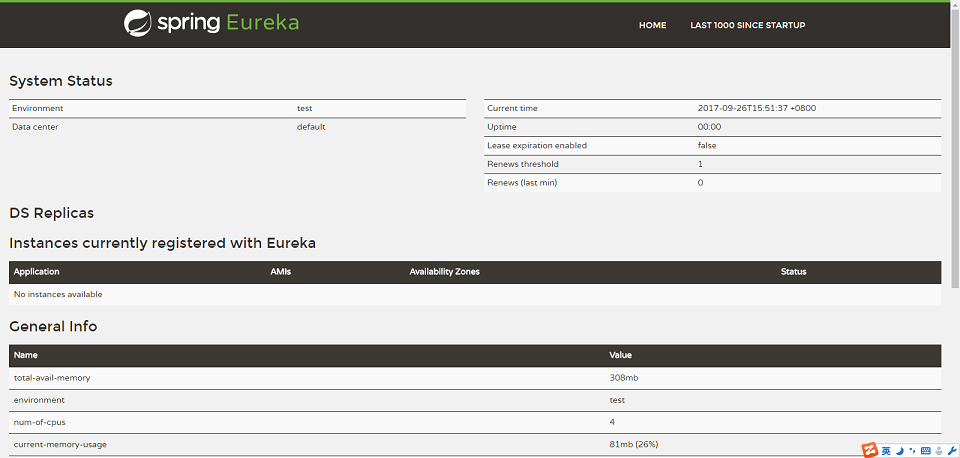 spring Eureka
HOME LAST 1000 SINCE STARTUP
System Status
Environment test
Data center default
Current time 2017-09-26T15:51:37 +0800
Uptime 00:00
Lease expiration enabled false
Renews threshold 1
Renews (last min) 0
DS Replicas
Instances currently registered with Eureka
Application AMIs Availability Zones Status
No instances available
General Info
Name Value
total-avail-memory 308mb
environment test
num-of-cpus 4
current-memory-usage 81mb (26%)
英